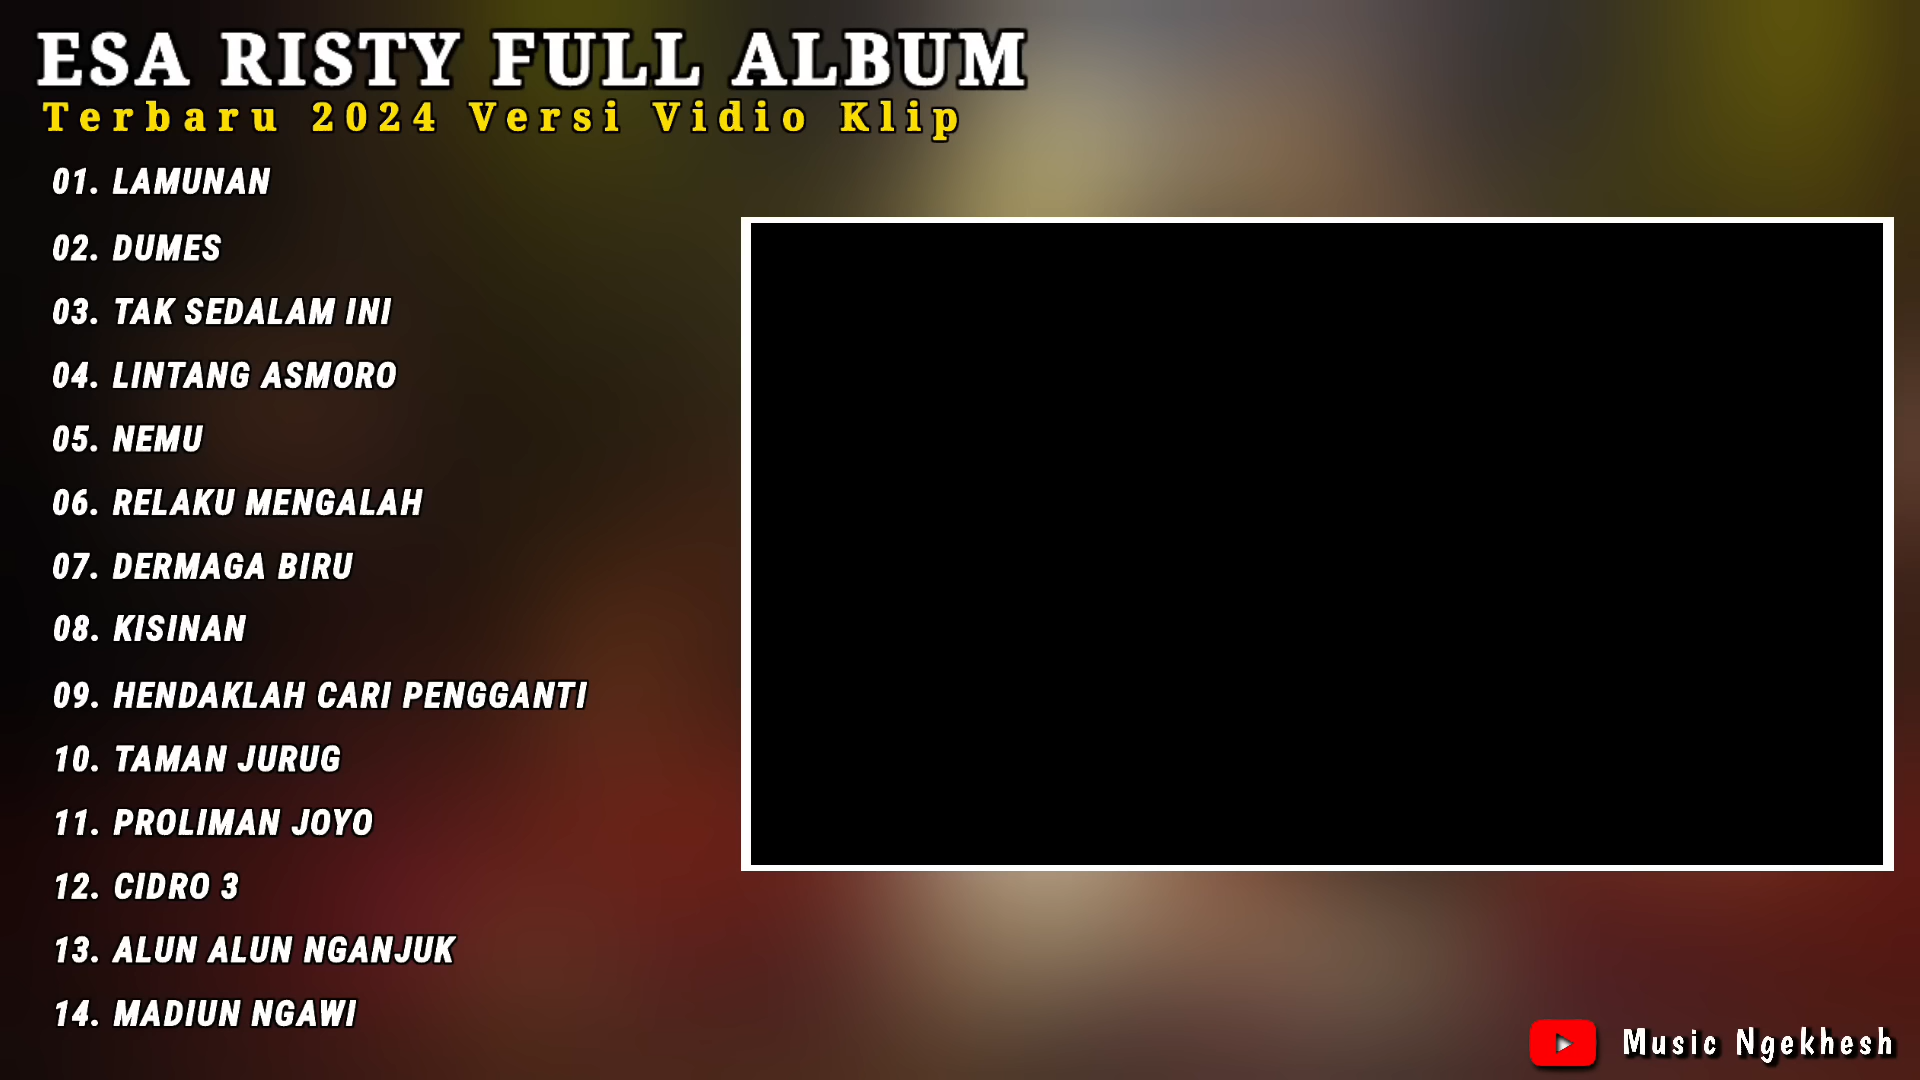 ESA RISTY FULL ALBUM
Terbaru 2024 Versi Vidio Klip
01. LAMUNAN
02. DUMES
03. TAK SEDALAM INI
04. LINTANG ASMORO
05. NEMU
06. RELAKU MENGALAH
07. DERMAGA BIRU
08. KISINAN
09. HENDAKLAH CARI PENGGANTI
10. TAMAN JURUG
11. PROLIMAN JOYO
12. CIDRO 3
13. ALUN ALUN NGANJUK
14. MADIUN NGAWI
Music Ngekhesh